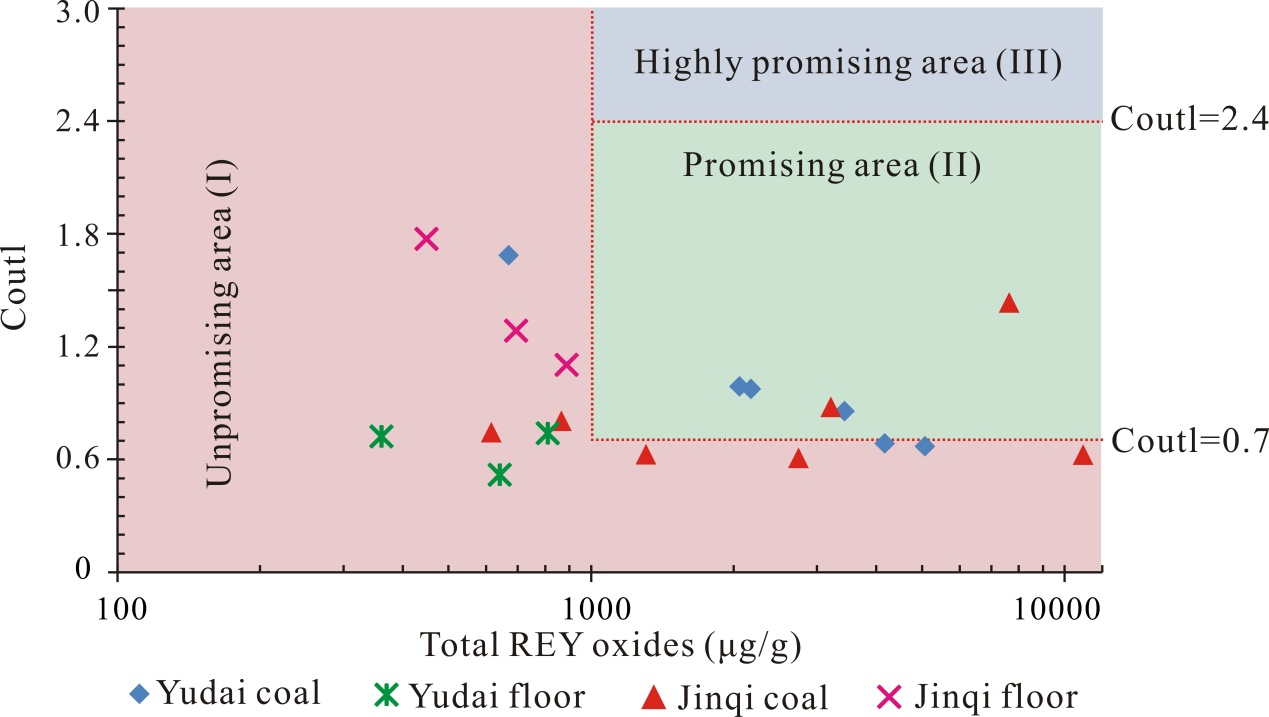 3.0
Highly promising area (III)
2.4
Coutl=2.4
Promising area (II)
Unpromising area (I)
1.8
Coutl
1.2
0.6
Coutl=0.7
0
100
1000
10000
Total REY oxides (μg/g)
Yudai coal
Yudai floor
Jinqi coal
Jinqi floor